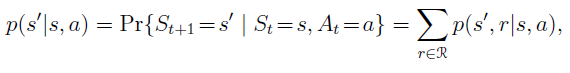 p(s′|s, a) = Pr{S_{t+1} = s′ | S_t = s, A_t = a} = ∑_{r∈ℛ} p(s′, r|s, a),